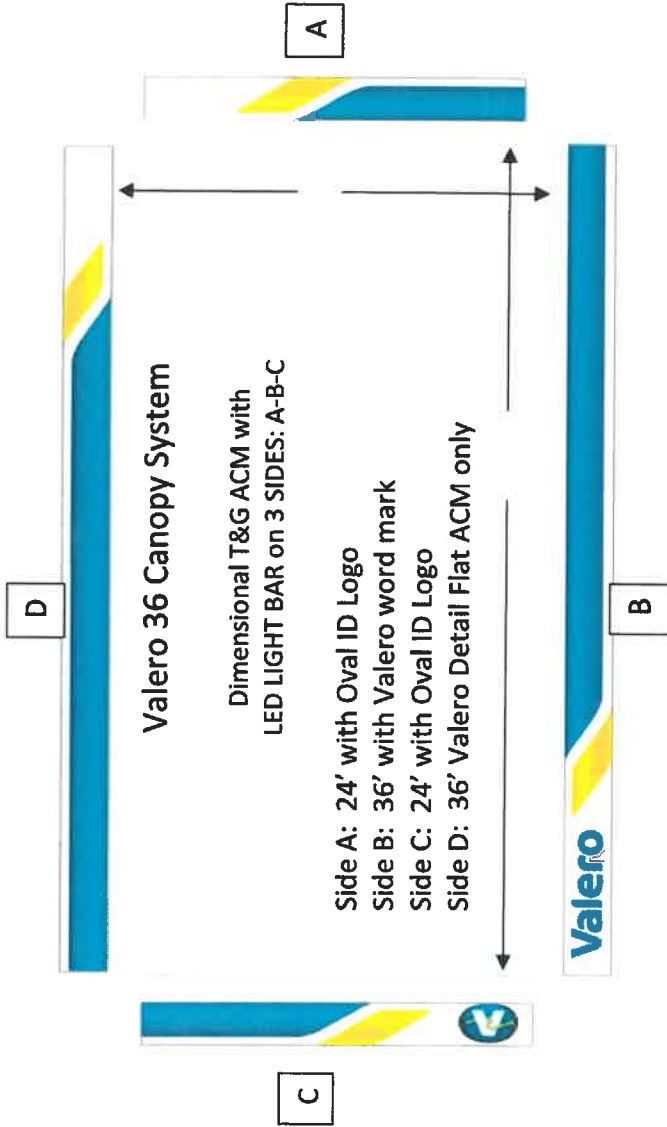 D
Valero 36 Canopy System
Dimensional T&G ACM with
LED LIGHT BAR on 3 SIDES: A-B-C
Side A: 24' with Oval ID Logo
Side B: 36' with Valero word mark
Side C: 24' with Oval ID Logo
Side D: 36' Valero Detail Flat ACM only
C
A
V
Valero
B